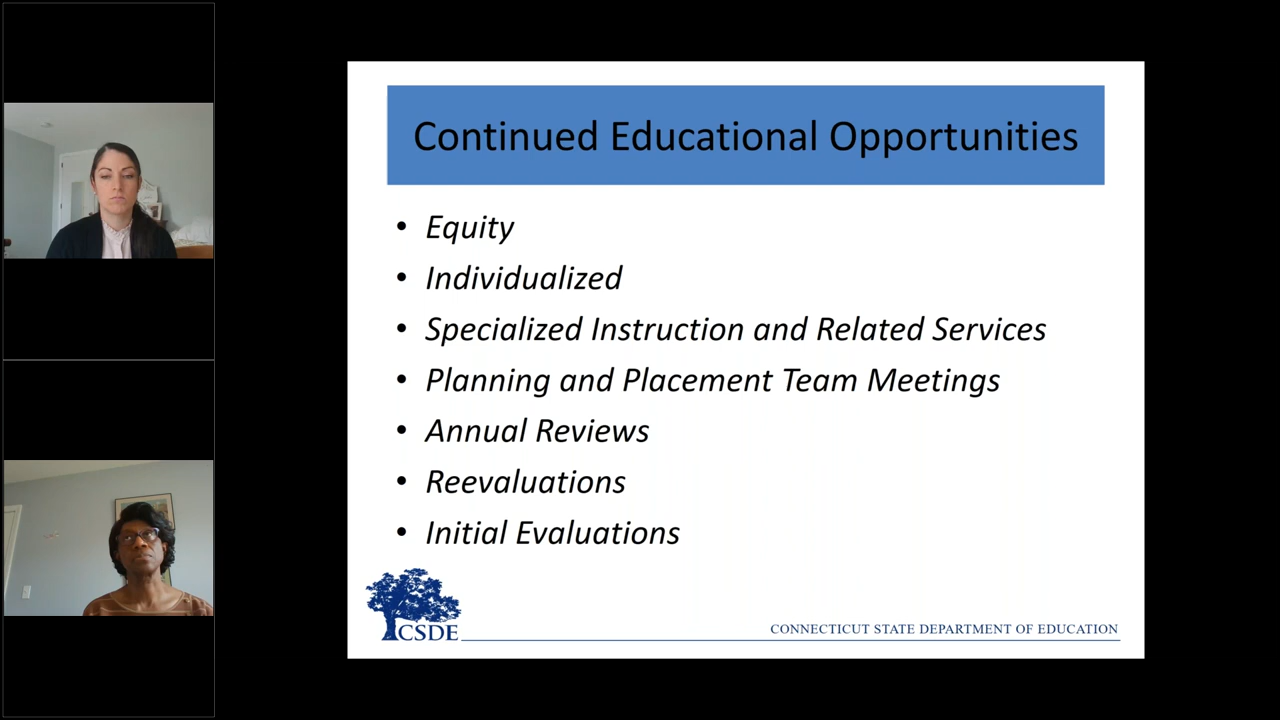 Continued Educational Opportunities
• Equity
• Individualized
• Specialized Instruction and Related Services
• Planning and Placement Team Meetings
• Annual Reviews
• Reevaluations
• Initial Evaluations
CSDE
CONNECTICUT STATE DEPARTMENT OF EDUCATION